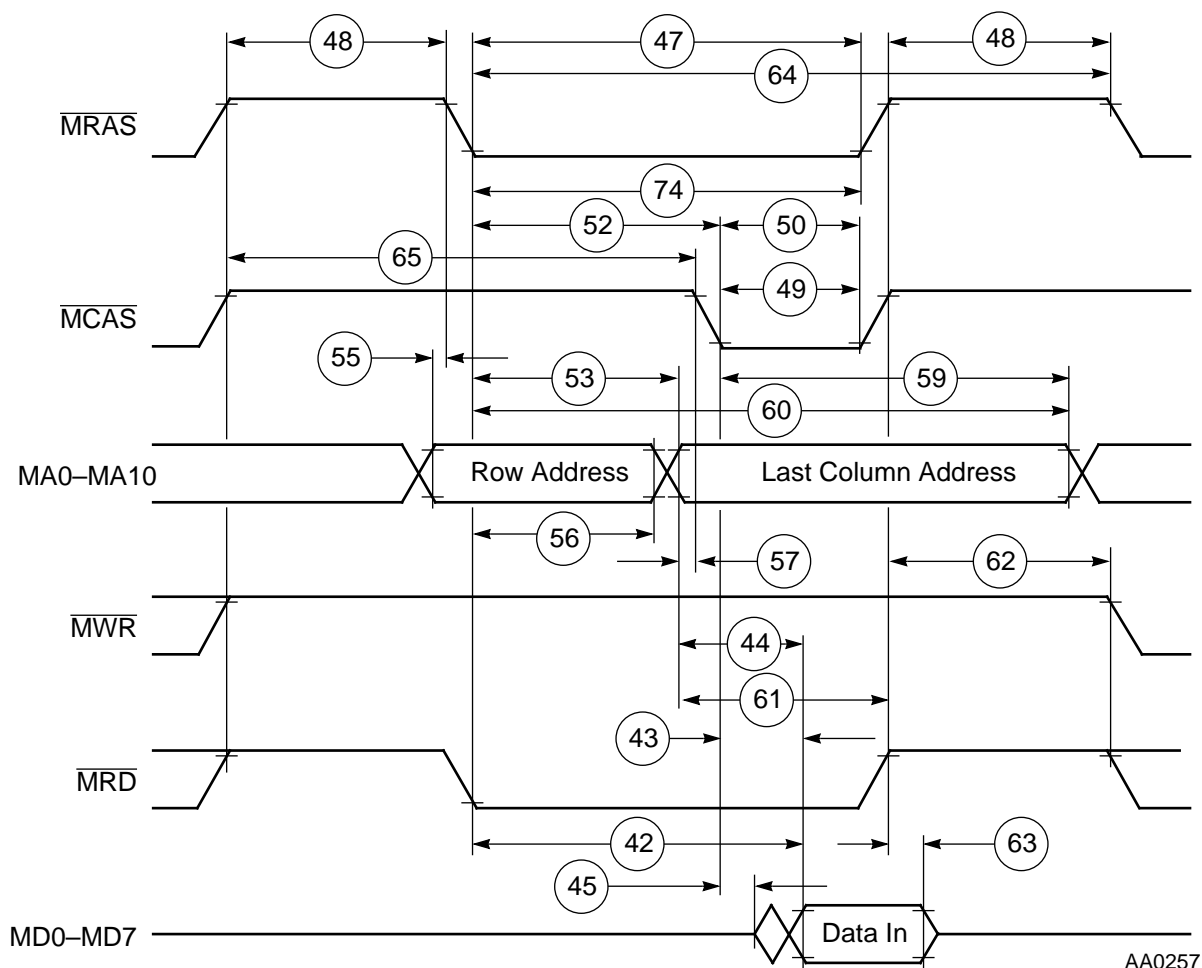 48 47 48
64
MRAS
74
52 50
65
49
MCAS
55
53 59
60
MA0–MA10 Row Address Last Column Address
56
57 62
MWR
44
61
43
MRD
42 63
45
MD0–MD7 Data In
AA0257